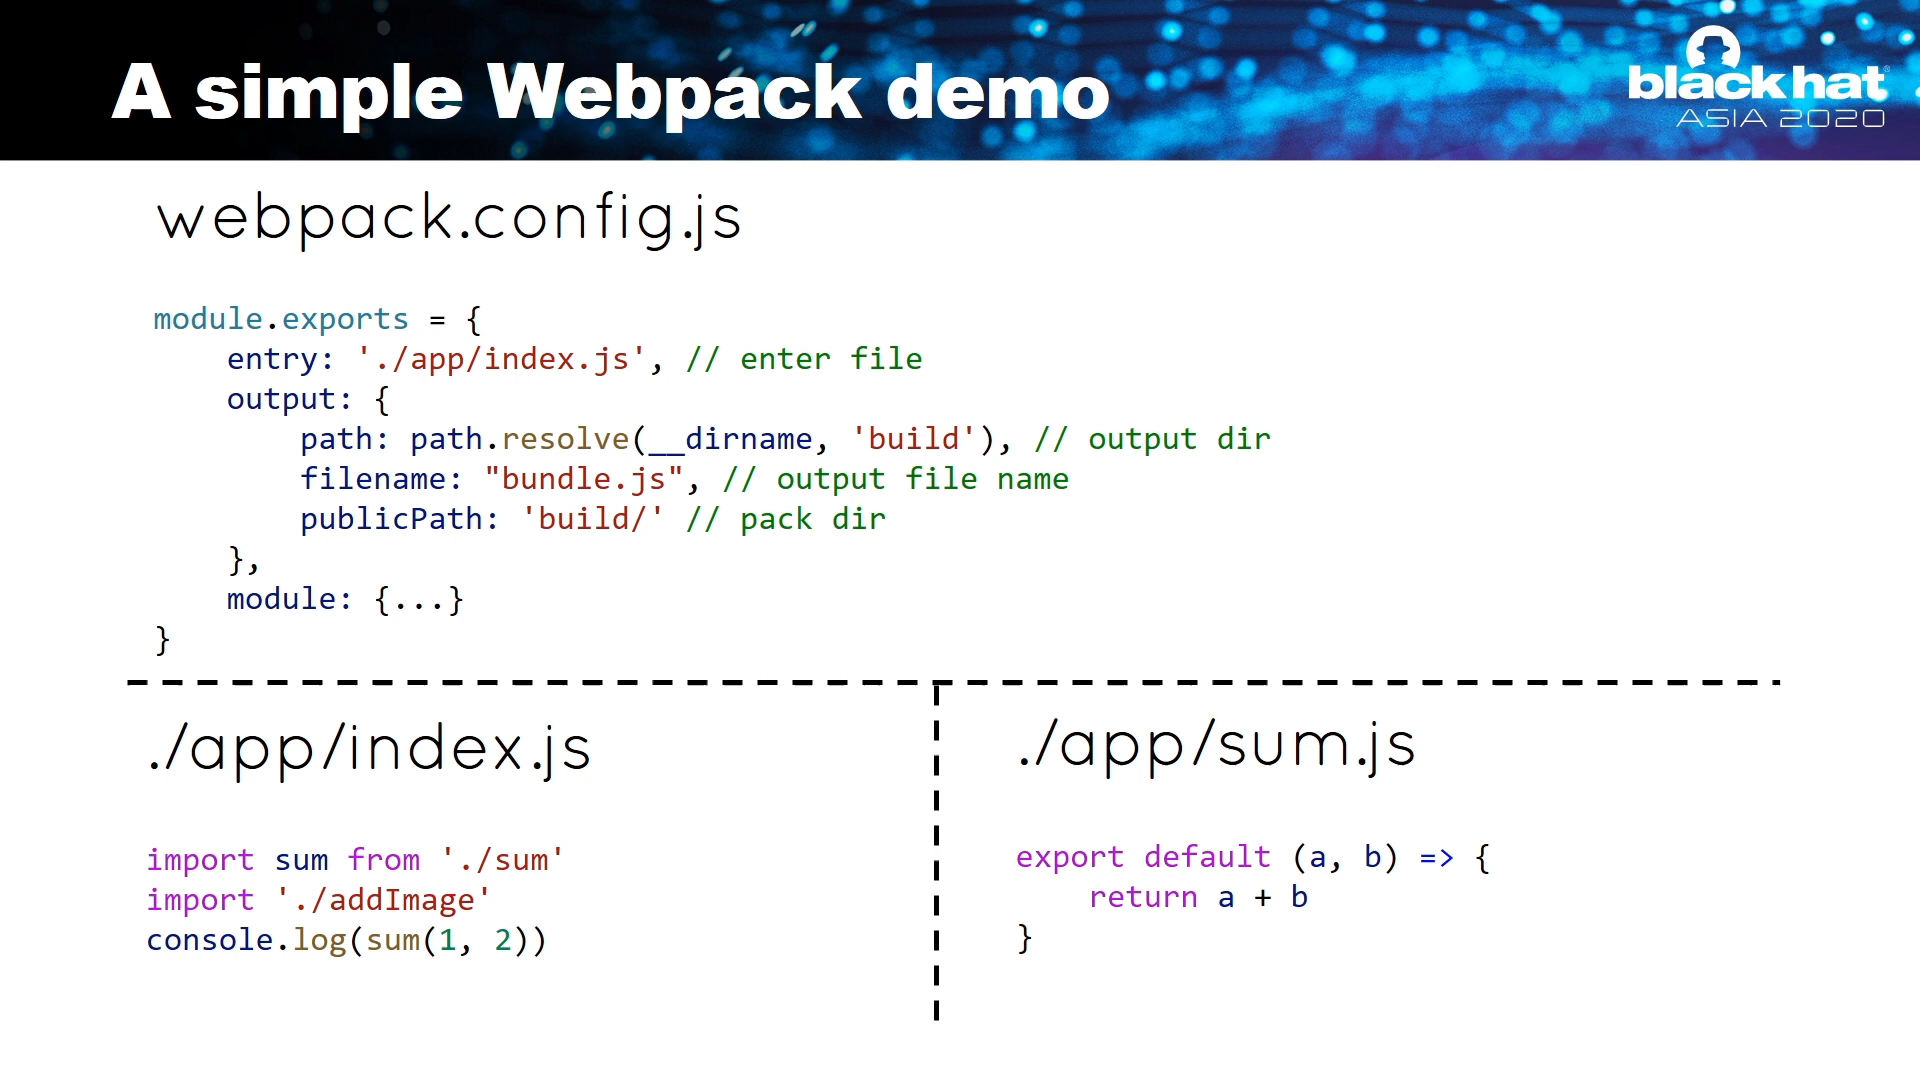 A simple Webpack demo
black hat®
ASIA 2020
webpack.config.js
module.exports = {
    entry: './app/index.js', // enter file
    output: {
        path: path.resolve(__dirname, 'build'), // output dir
        filename: "bundle.js", // output file name
        publicPath: 'build/' // pack dir
    },
    module: {...}
}
./app/index.js
import sum from './sum'
import './addImage'
console.log(sum(1, 2))
./app/sum.js
export default (a, b) => {
    return a + b
}